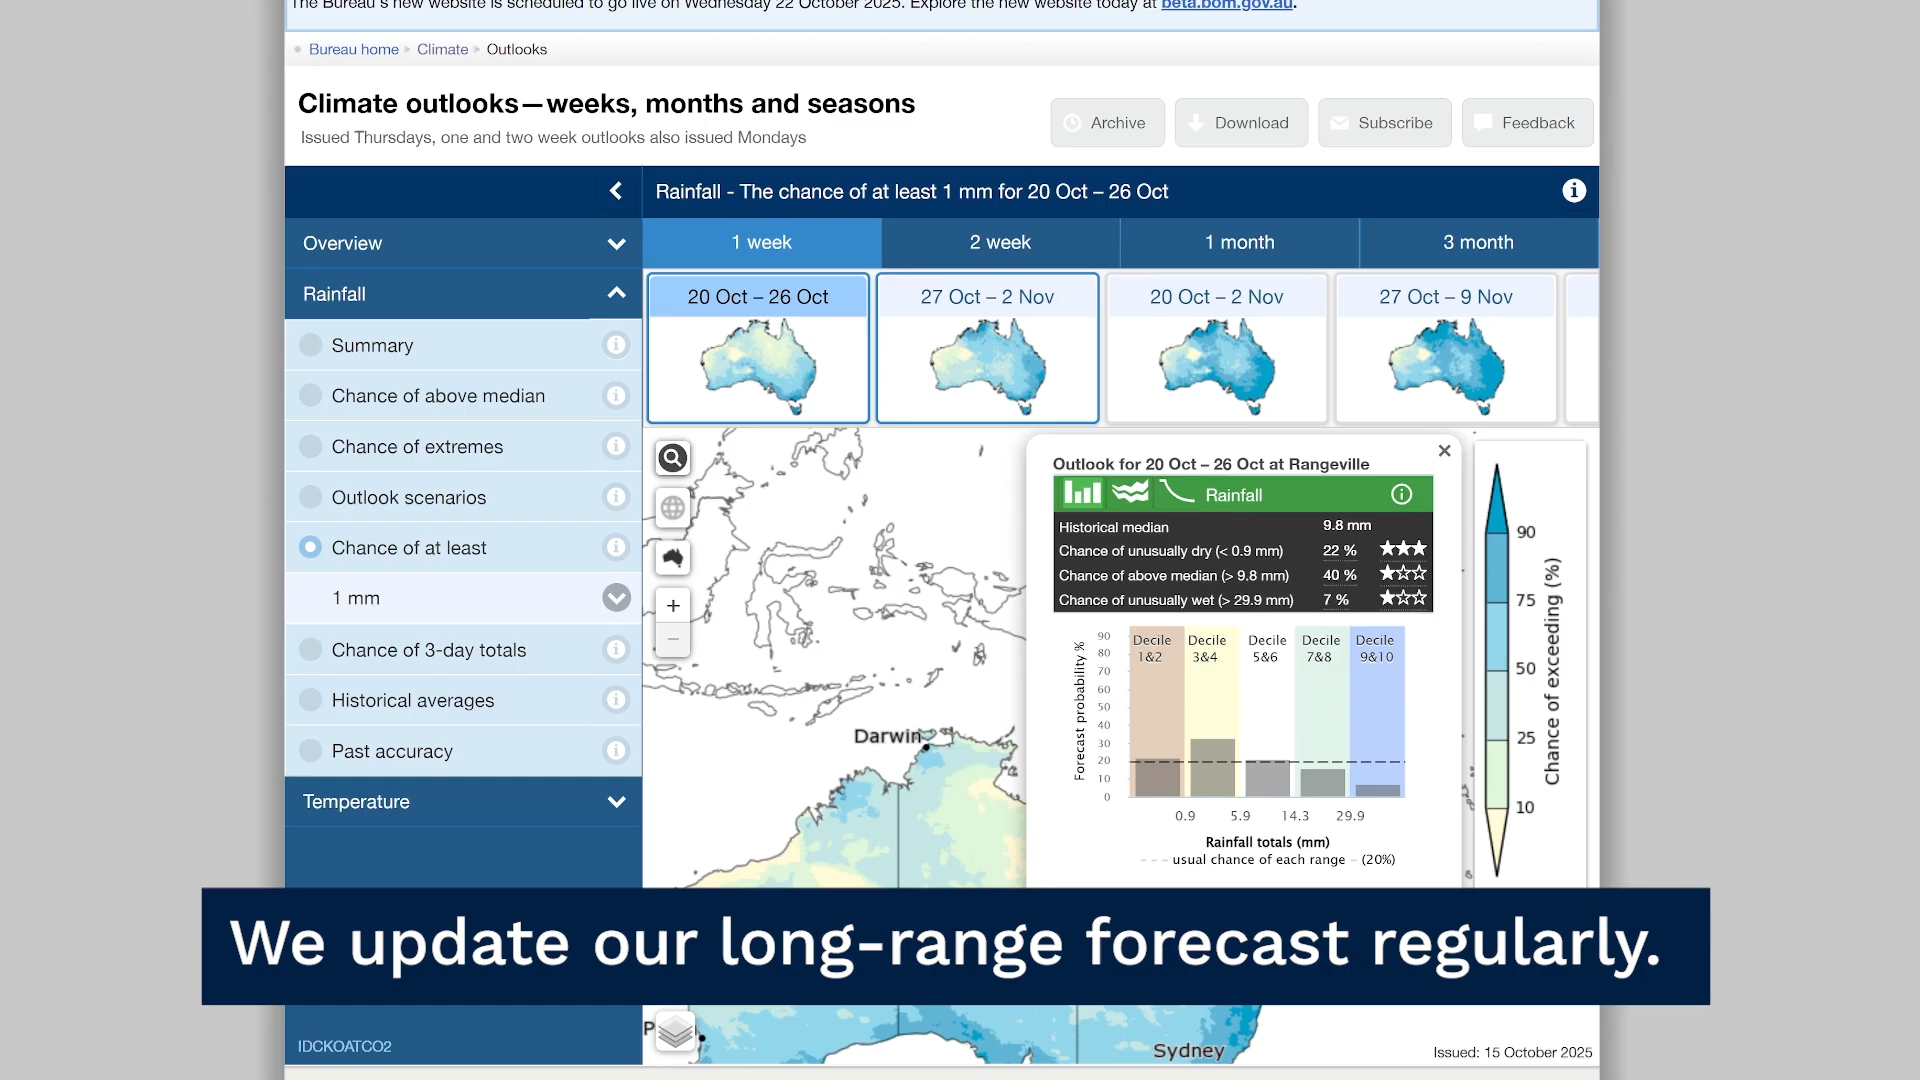 The Bureau's new website is scheduled to go live on Wednesday 22 October 2025. Explore the new website today at beta.bom.gov.au.
Bureau home
Climate
Outlooks
Climate outlooks—weeks, months and seasons
Issued Thursdays, one and two week outlooks also issued Mondays
Archive
Download
Subscribe
Feedback
Rainfall - The chance of at least 1 mm for 20 Oct – 26 Oct
Overview
Rainfall
Summary
Chance of above median
Chance of extremes
Outlook scenarios
Chance of at least
1 mm
Chance of 3-day totals
Historical averages
Past accuracy
Temperature
IDCKOATCO2
1 week
2 week
1 month
3 month
20 Oct – 26 Oct
27 Oct – 2 Nov
20 Oct – 2 Nov
27 Oct – 9 Nov
Outlook for 20 Oct – 26 Oct at Rangeville
Rainfall
Historical median 9.8 mm
Chance of unusually dry (< 0.9 mm) 22 %
Chance of above median (> 9.8 mm) 40 %
Chance of unusually wet (> 29.9 mm) 7 %
Forecast probability %
90
80
70
60
50
40
30
20
10
0
Decile 1&2
Decile 3&4
Decile 5&6
Decile 7&8
Decile 9&10
0.9 5.9 14.3 29.9
Rainfall totals (mm)
--- usual chance of each range – (20%)
90
75
50
25
10
Chance of exceeding (%)
Darwin
We update our long-range forecast regularly.
P
Sydney
Issued: 15 October 2025